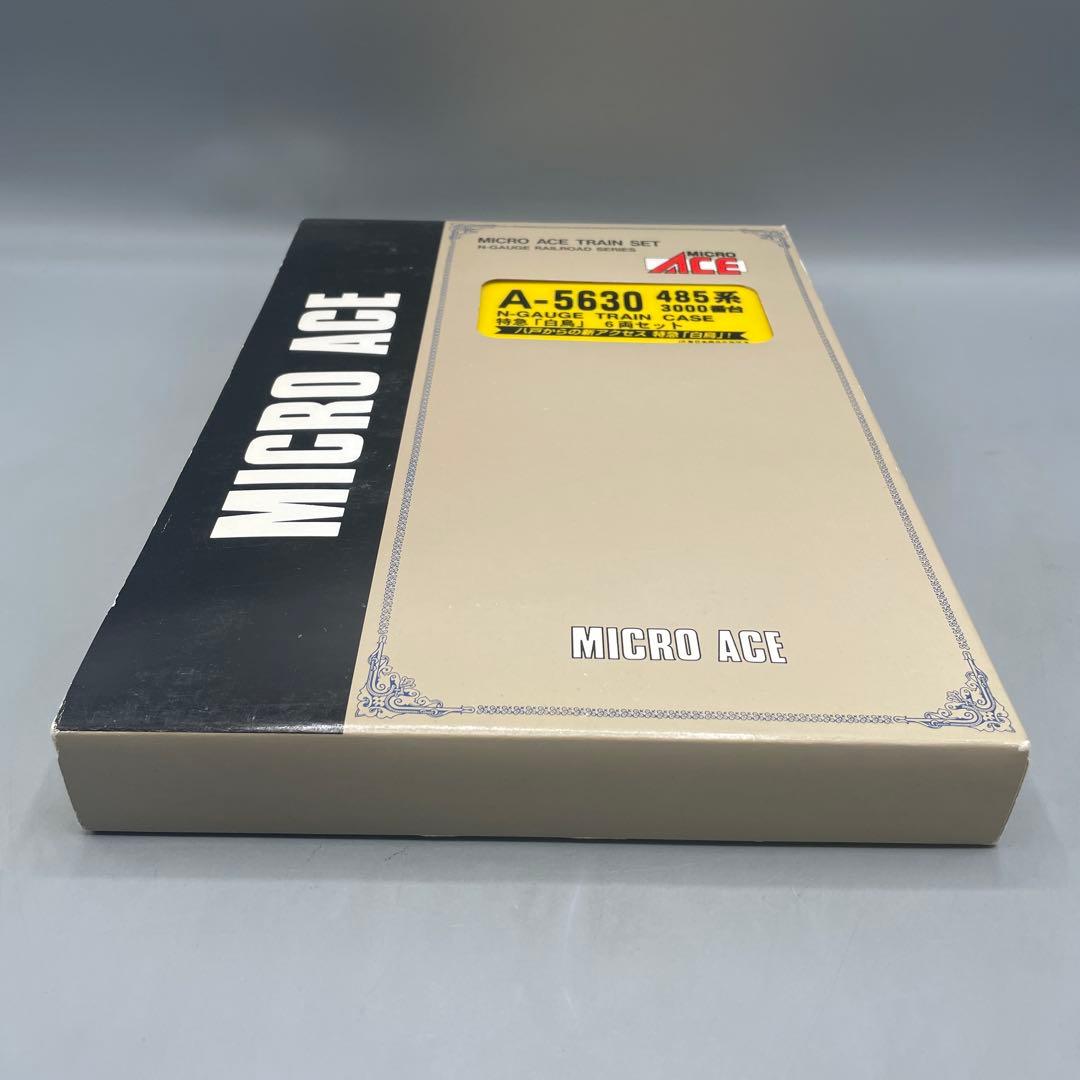 MICRO ACE
MICRO ACE TRAIN SET
N-GAUGE RAILROAD SERIES
MICRO
ACE
A-5630 485系
3000番台
N-GAUGE TRAIN CASE
特急「白鳥」 6両セット
八戸からの新アクセス 特急「白鳥」!
MICRO ACE